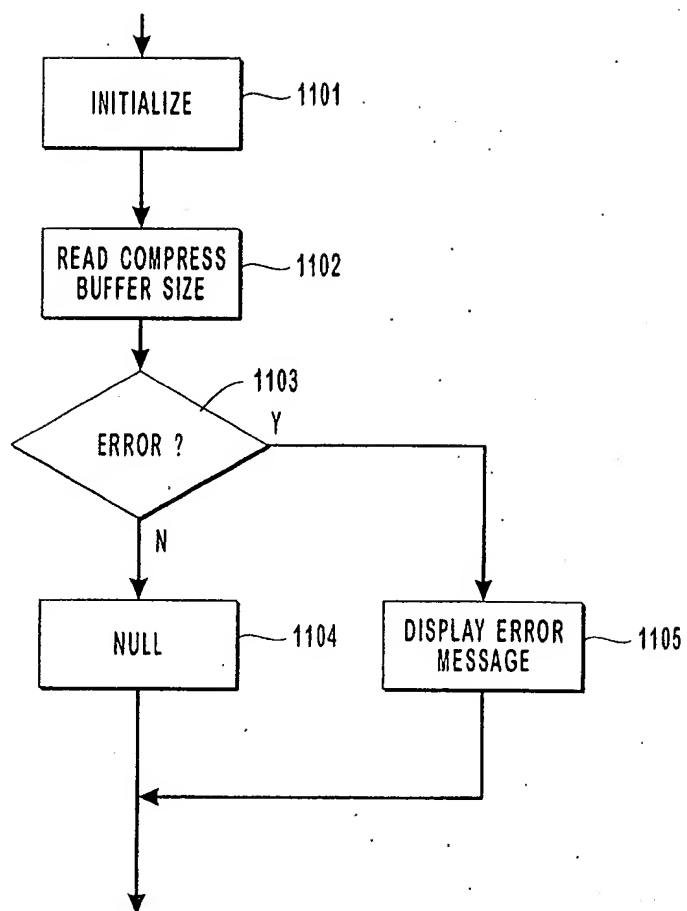 INITIALIZE
1101
READ COMPRESS
BUFFER SIZE
1102
1103
ERROR ?
Y
N
NULL
1104
DISPLAY ERROR
MESSAGE
1105